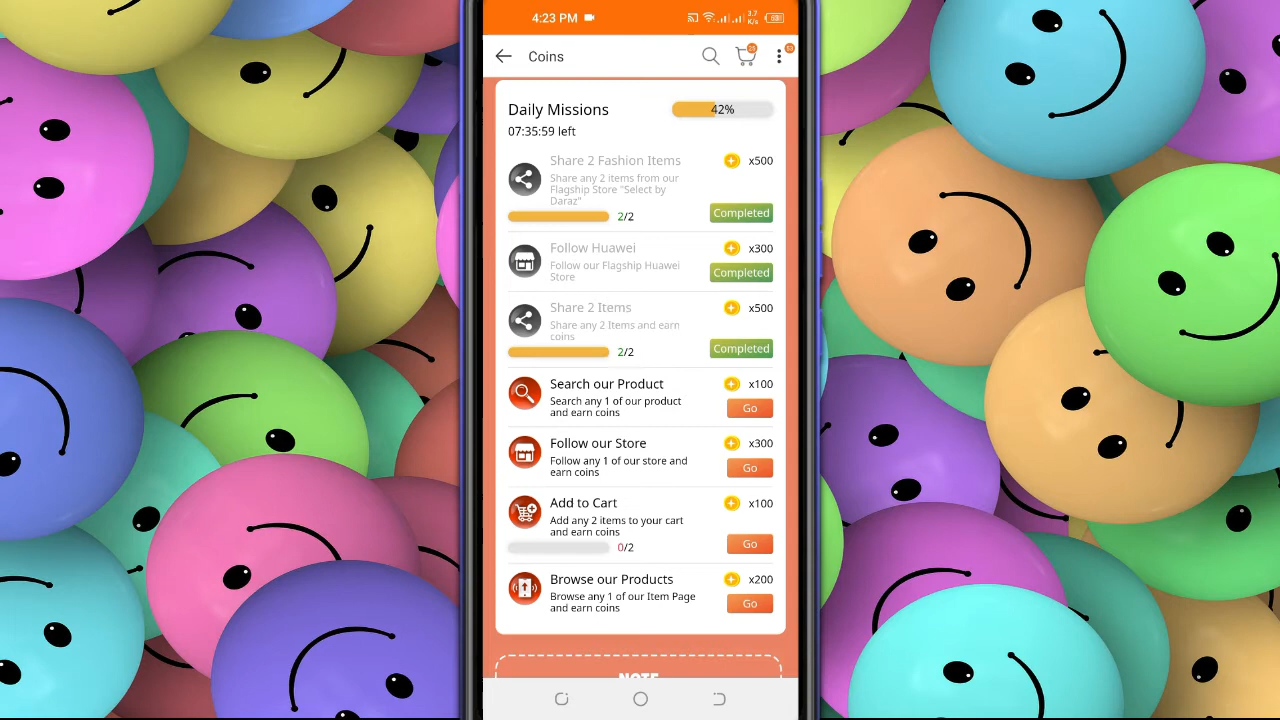 4:23 PM
3.7
K/s
Coins
Daily Missions
42%
07:35:59 left
Share 2 Fashion Items
x500
Share any 2 items from our
Flagship Store "Select by
Daraz"
2/2
Completed
Follow Huawei
x300
Follow our Flagship Huawei
Store
Completed
Share 2 Items
x500
Share any 2 Items and earn
coins
2/2
Completed
Search our Product
x100
Search any 1 of our product
and earn coins
Go
Follow our Store
x300
Follow any 1 of our store and
earn coins
Go
Add to Cart
x100
Add any 2 items to your cart
and earn coins
0/2
Go
Browse our Products
x200
Browse any 1 of our Item Page
and earn coins
Go
NOTE